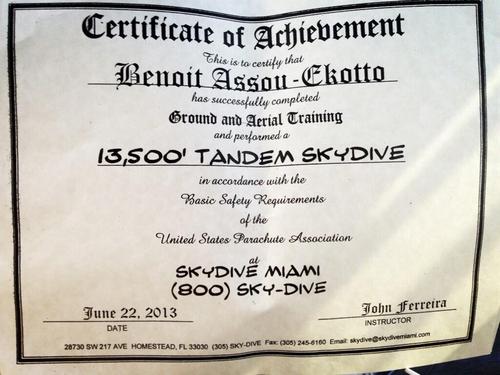 Certificate of Achievement
This is to certify that
Benoit Assou-Ekotto
has successfully completed
Ground and Aerial Training
and performed a
13,500' TANDEM SKYDIVE
in accordance with the
Basic Safety Requirements
of the
United States Parachute Association
at
SKYDIVE MIAMI
(800) SKY-DIVE
June 22, 2013
DATE
John Ferreira
INSTRUCTOR
28730 SW 217 AVE HOMESTEAD, FL 33030 (305) SKY-DIVE Fax: (305) 245-6160 Email: skydive@skydivemiami.com